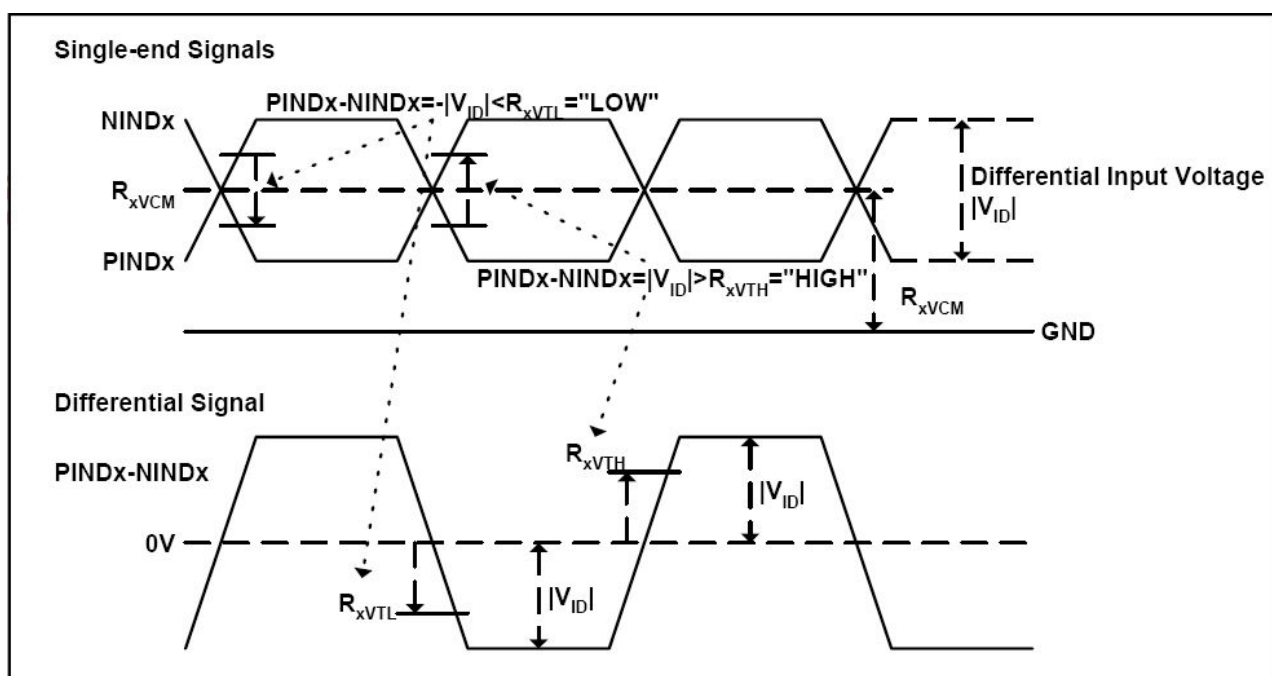 Single-end Signals
PINDx-NINDx=-|VID|<RxVTL="LOW"
NINDx
RxVCM
Differential Input Voltage
|VID|
PINDx
PINDx-NINDx=|VID|>RxVTH="HIGH"
RxVCM
GND
Differential Signal
RxVTH
PINDx-NINDx
|VID|
0V
RxVTL
|VID|